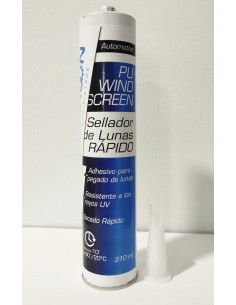 Automotive
PU
WIND
SCREEN
Sellador
de Lunas
RÁPIDO
Adhesivo para
pegado de lunas
Resistente a los
rayos UV
Secado Rápido
10'
310 ml